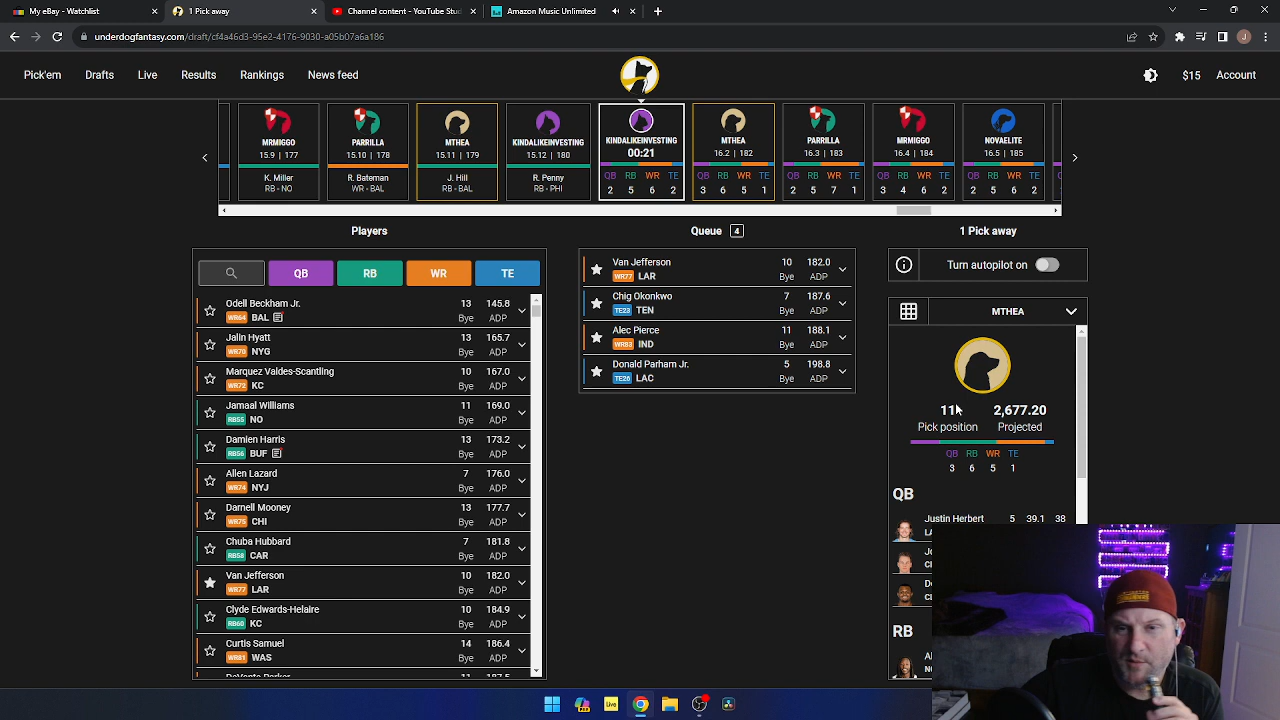 My eBay - Watchlist
1 Pick away
Channel content - YouTube Stud
Amazon Music Unlimited
underdogfantasy.com/draft/cf4a46d3-95e2-4176-9030-a05b07a6a186
J
Pick'em
Drafts
Live
Results
Rankings
News feed
$15
Account
MRMIGGO
15.9 | 177
K. Miller
RB - NO
PARRILLA
15.10 | 178
R. Bateman
WR - BAL
MTHEA
15.11 | 179
J. Hill
RB - BAL
KINDALIKEINVESTING
15.12 | 180
R. Penny
RB - PHI
KINDALIKEINVESTING
00:21
QB RB WR TE
2 5 6 2
MTHEA
16.2 | 182
QB RB WR TE
3 6 5 1
PARRILLA
16.3 | 183
QB RB WR TE
2 5 7 1
MRMIGGO
16.4 | 184
QB RB WR TE
3 4 6 2
NOVAELITE
16.5 | 185
QB RB WR TE
2 5 6 2
Players
QB
RB
WR
TE
Odell Beckham Jr. 13 145.8
WR64 BAL Bye ADP
Jalin Hyatt 13 165.7
WR70 NYG Bye ADP
Marquez Valdes-Scantling 10 167.0
WR72 KC Bye ADP
Jamaal Williams 11 169.0
RB55 NO Bye ADP
Damien Harris 13 173.2
RB56 BUF Bye ADP
Allen Lazard 7 176.0
WR74 NYJ Bye ADP
Darnell Mooney 13 177.7
WR75 CHI Bye ADP
Chuba Hubbard 7 181.8
RB58 CAR Bye ADP
Van Jefferson 10 182.0
WR77 LAR Bye ADP
Clyde Edwards-Helaire 10 184.9
RB60 KC Bye ADP
Curtis Samuel 14 186.4
WR81 WAS Bye ADP
Queue 4
Van Jefferson 10 182.0
WR77 LAR Bye ADP
Chig Okonkwo 7 187.6
TE23 TEN Bye ADP
Alec Pierce 11 188.1
WR83 IND Bye ADP
Donald Parham Jr. 5 198.8
TE26 LAC Bye ADP
1 Pick away
Turn autopilot on
MTHEA
11 2,677.20
Pick position Projected
QB RB WR TE
3 6 5 1
QB
Justin Herbert 5 39.1 38
RB
Live